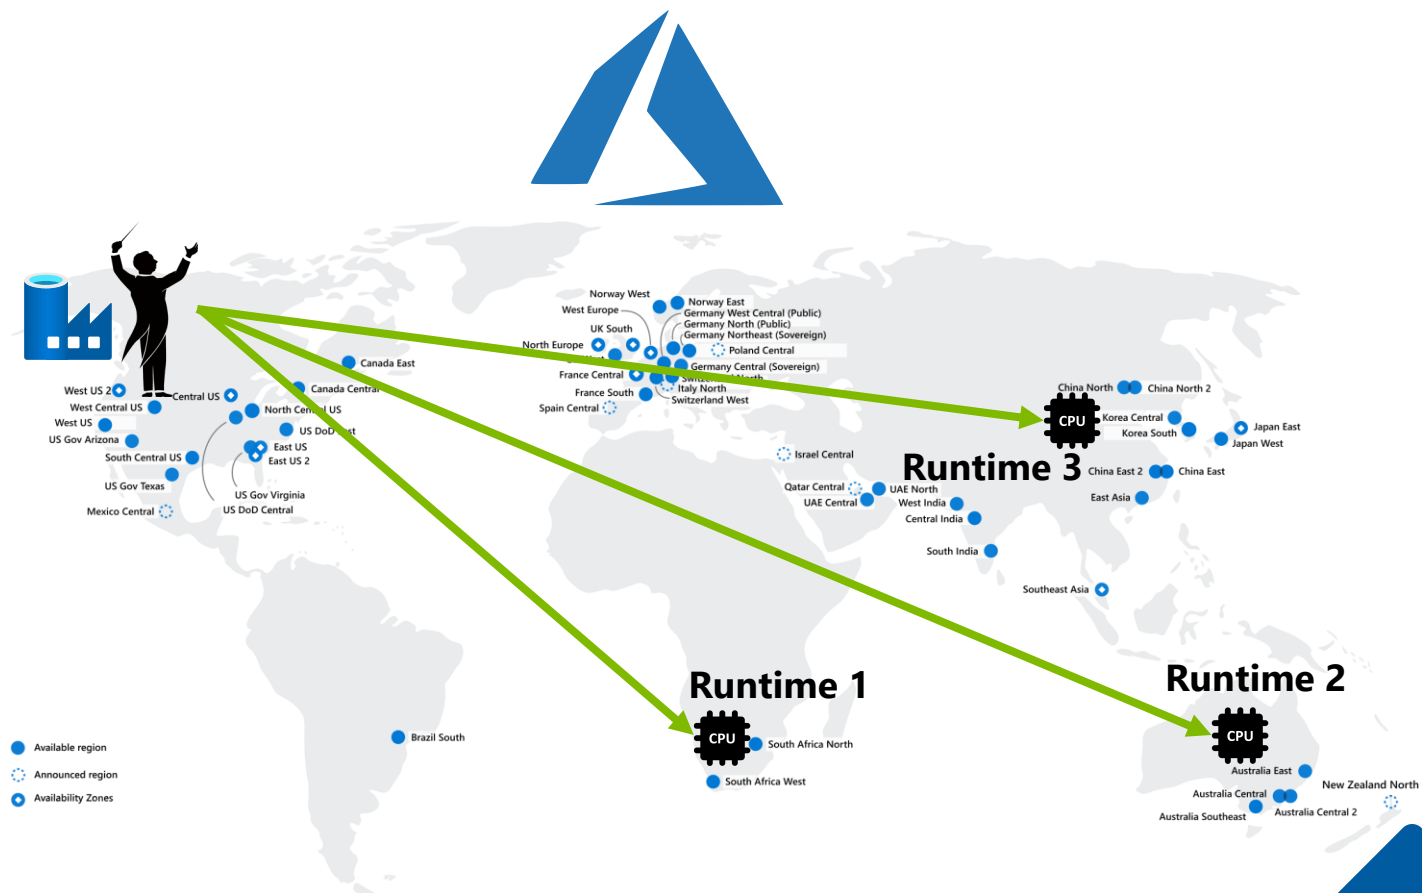 Norway West
Norway East
West Europe
Germany West Central (Public)
Germany North (Public)
UK South
Germany Northeast (Sovereign)
North Europe
Poland Central
Canada East
Germany Central (Sovereign)
France Central
Switzerland North
Italy North
France South
Switzerland West
Spain Central
West US 2
Central US
Canada Central
West Central US
North Central US
West US
US DoD East
US Gov Arizona
East US
South Central US
East US 2
US Gov Texas
US Gov Virginia
Mexico Central
US DoD Central
China North
China North 2
CPU
Korea Central
Korea South
Japan East
Japan West
Israel Central
Runtime 3
China East 2
China East
Qatar Central
UAE North
UAE Central
West India
East Asia
Central India
South India
Southeast Asia
Runtime 1
Runtime 2
Brazil South
CPU
South Africa North
South Africa West
CPU
Australia East
Australia Central
New Zealand North
Australia Southeast
Australia Central 2
Available region
Announced region
Availability Zones